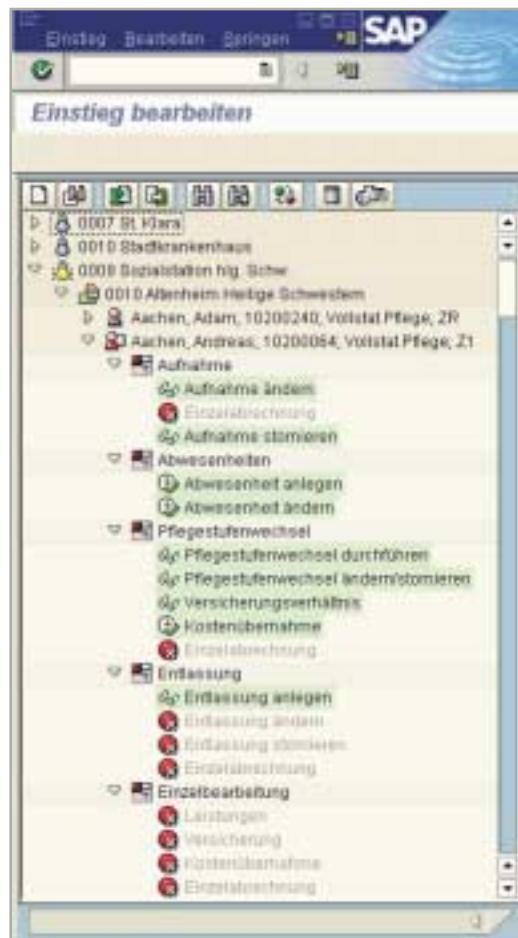 Einstieg Bearbeiten Springen
SAP
Einstieg bearbeiten
0007 St. Klara
0010 Stadtkrankenhaus
0009 Sozialstation hlg. Schw
0010 Altenheim Heilige Schwestern
Aachen, Adam, 10200240, Vollstat Pflege, ZR
Aachen, Andreas, 10200064, Vollstat Pflege, Z1
Aufnahme
Aufnahme ändern
Einzelabrechnung
Aufnahme stornieren
Abwesenheiten
Abwesenheit anlegen
Abwesenheit ändern
Pflegestufenwechsel
Pflegestufenwechsel durchführen
Pflegestufenwechsel ändern/stornieren
Versicherungsverhältnis
Kostenübernahme
Einzelabrechnung
Entlassung
Entlassung anlegen
Entlassung ändern
Entlassung stornieren
Einzelabrechnung
Einzelbearbeitung
Leistungen
Versicherung
Kostenübernahme
Einzelabrechnung